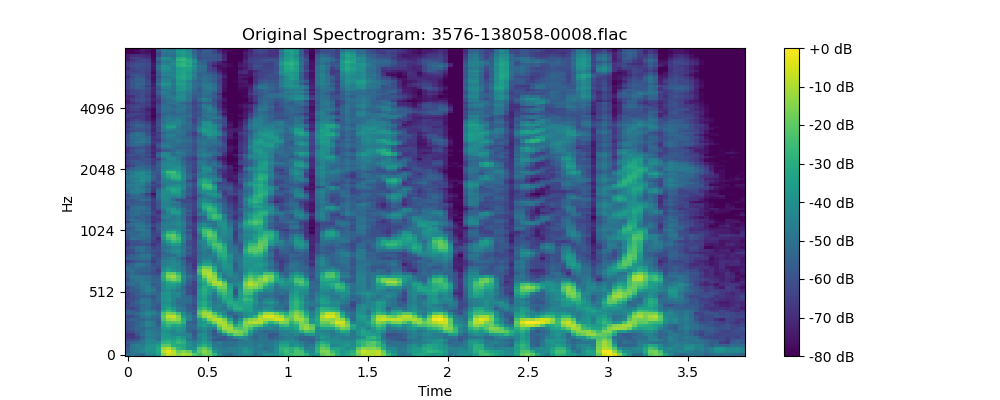 Original Spectrogram: 3576-138058-0008.flac
Hz
4096
2048
1024
512
0
0 0.5 1 1.5 2 2.5 3 3.5
Time
+0 dB
-10 dB
-20 dB
-30 dB
-40 dB
-50 dB
-60 dB
-70 dB
-80 dB